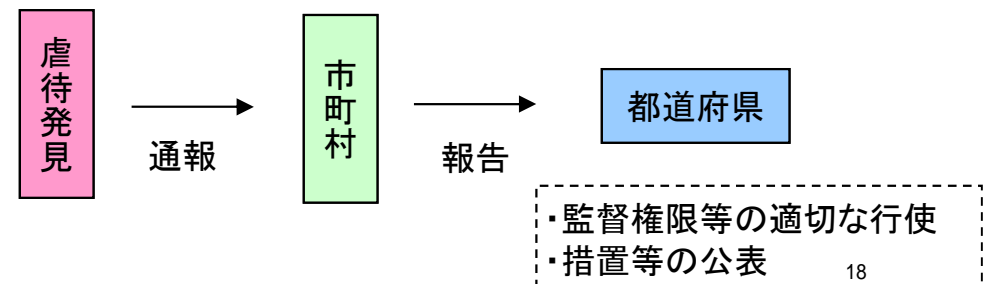 虐待発見
通報
市町村
報告
都道府県
・監督権限等の適切な行使
・措置等の公表
18